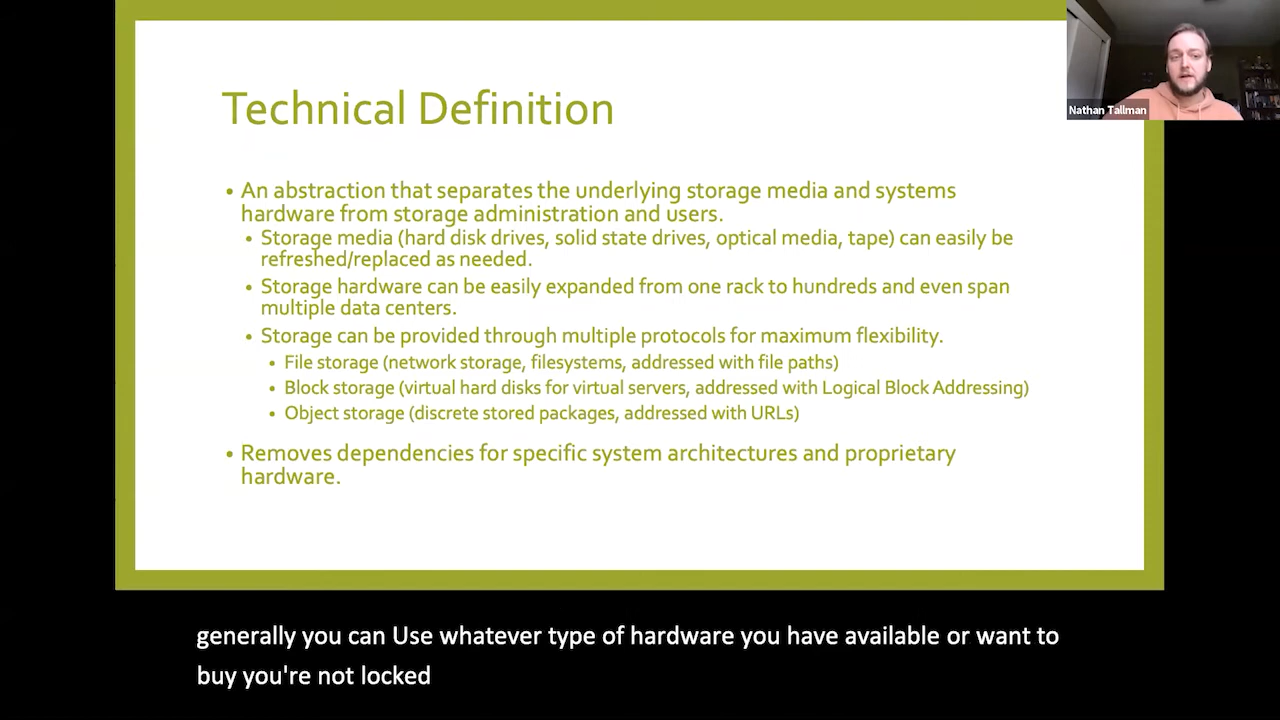 Technical Definition
• An abstraction that separates the underlying storage media and systems
hardware from storage administration and users.
• Storage media (hard disk drives, solid state drives, optical media, tape) can easily be
refreshed/replaced as needed.
• Storage hardware can be easily expanded from one rack to hundreds and even span
multiple data centers.
• Storage can be provided through multiple protocols for maximum flexibility.
• File storage (network storage, filesystems, addressed with file paths)
• Block storage (virtual hard disks for virtual servers, addressed with Logical Block Addressing)
• Object storage (discrete stored packages, addressed with URLs)
• Removes dependencies for specific system architectures and proprietary
hardware.
Nathan Tallman
generally you can Use whatever type of hardware you have available or want to
buy you're not locked